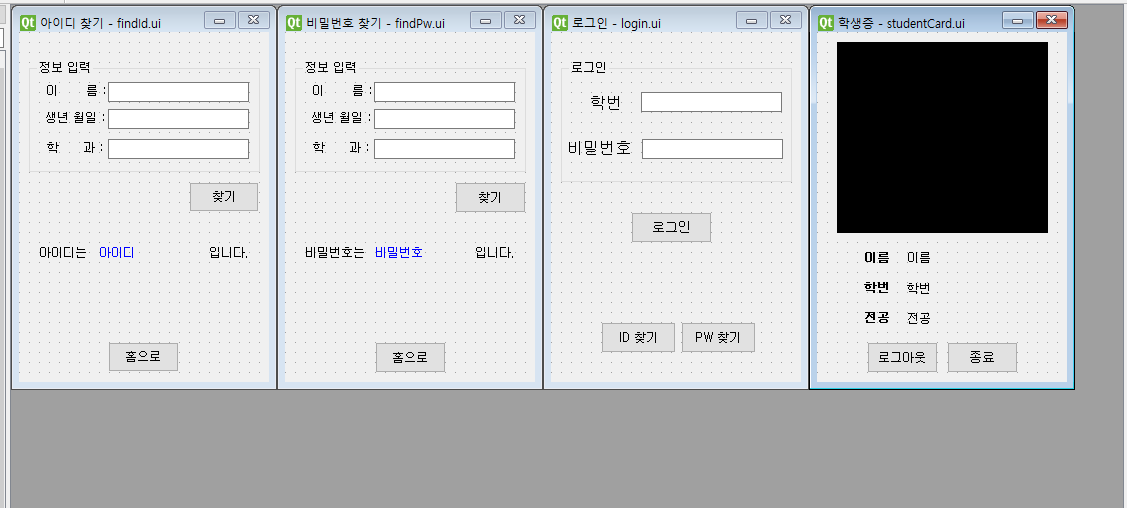 Qt 아이디 찾기 - findId.ui
정보 입력
이 름 :
생년 월일 :
학 과 :
찾기
아이디는 아이디 입니다.
홈으로
Qt 비밀번호 찾기 - findPw.ui
정보 입력
이 름 :
생년 월일 :
학 과 :
찾기
비밀번호는 비밀번호 입니다.
홈으로
Qt 로그인 - login.ui
로그인
학번
비밀번호
로그인
ID 찾기 PW 찾기
Qt 학생증 - studentCard.ui
이름 이름
학번 학번
전공 전공
로그아웃 종료